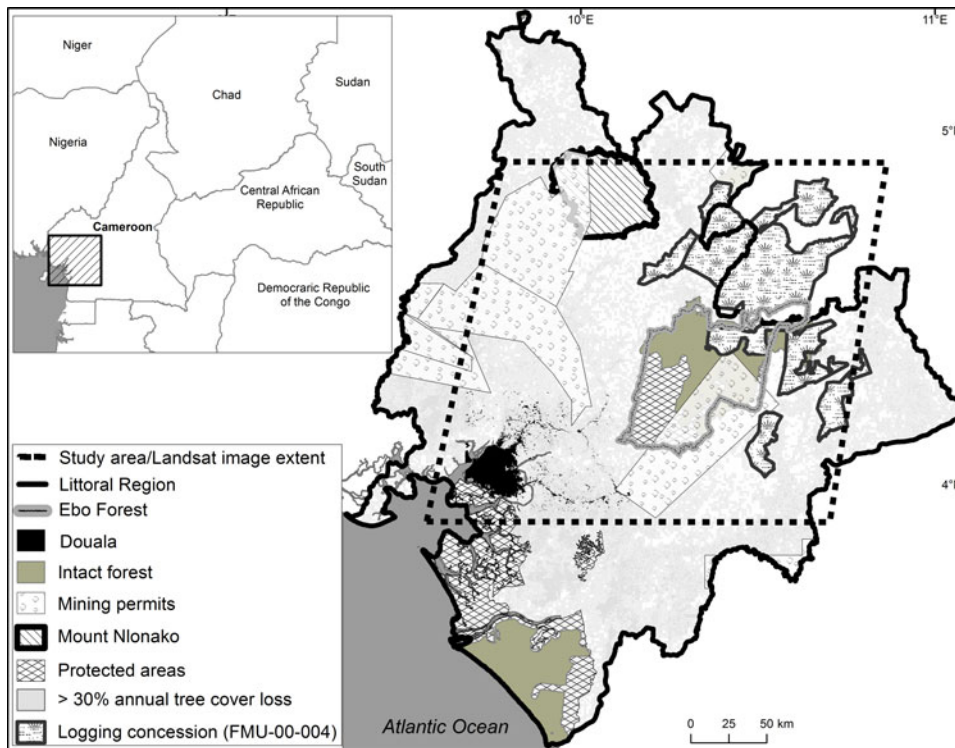 10°E
11°E
5°
4°
Niger
Chad
Sudan
Nigeria
South
Sudan
Central African
Republic
Cameroon
Democraric Republic
of the Congo
Study area/Landsat image extent
Littoral Region
Ebo Forest
Douala
Intact forest
Mining permits
Mount Nlonako
Protected areas
> 30% annual tree cover loss
Logging concession (FMU-00-004)
Atlantic Ocean
0 25 50 km